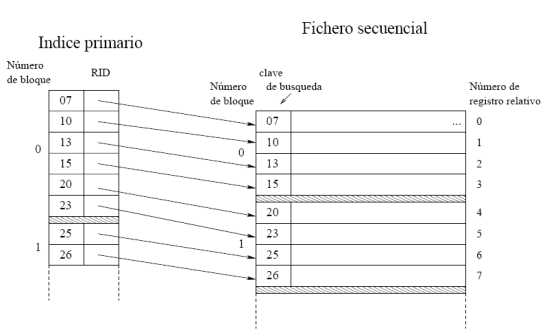 Fichero secuencial
Indice primario
Número
de bloque
RID
Número
de bloque
clave
de busqueda
Número de
registro relativo
07
10
13
15
20
23
25
26
0
1
07
...
10
13
15
20
23
25
26
0
1
0
1
2
3
4
5
6
7